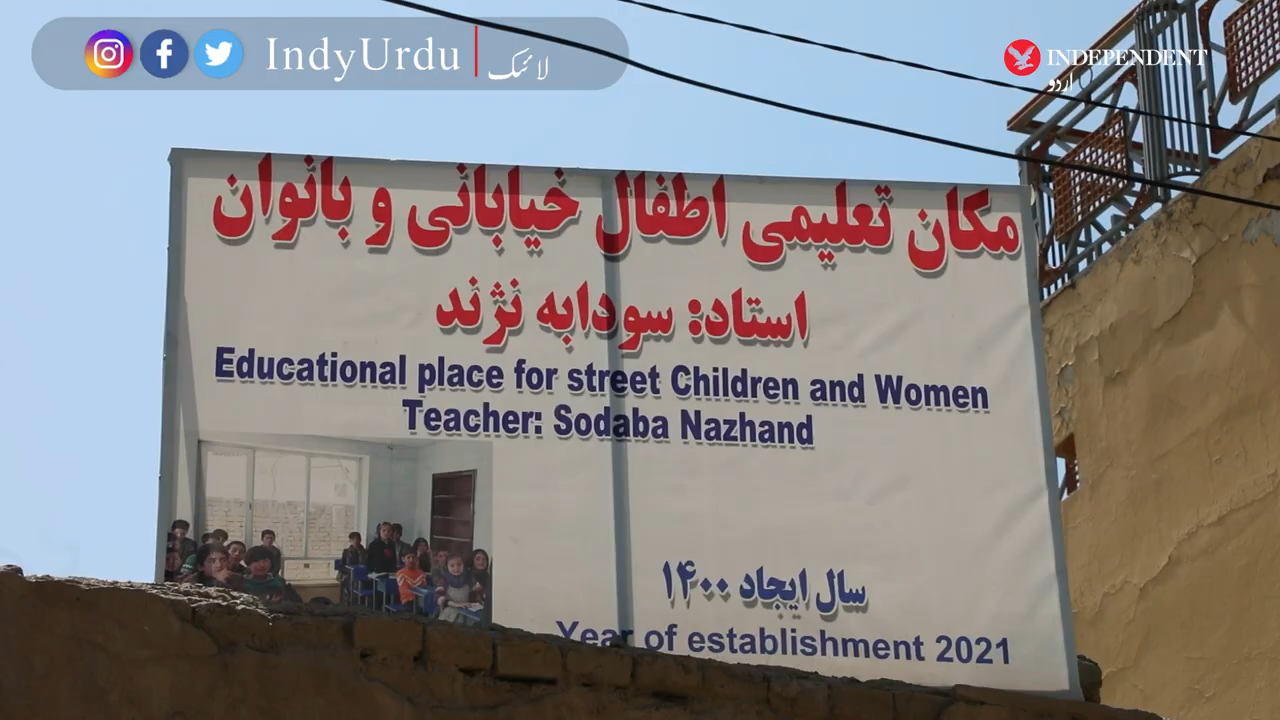 IndyUrdu | لائک
INDEPENDENT
اردو
مکان تعلیمی اطفال خیابانی و بانوان
استاد: سودابه نژند
Educational place for street Children and Women
Teacher: Sodaba Nazhand
سال ایجاد ۱۴۰۰
Year of establishment 2021